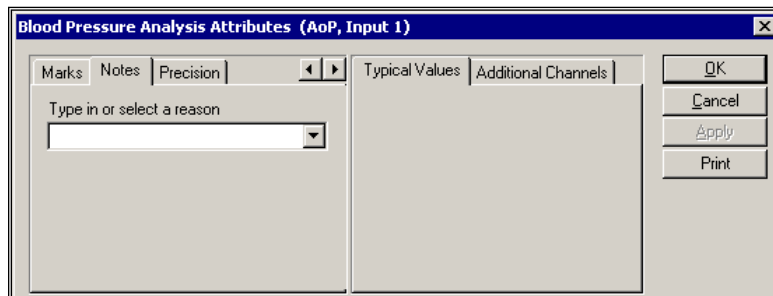 Blood Pressure Analysis Attributes (AoP, Input 1)
Marks Notes Precision
Type in or select a reason
Typical Values Additional Channels
OK
Cancel
Apply
Print